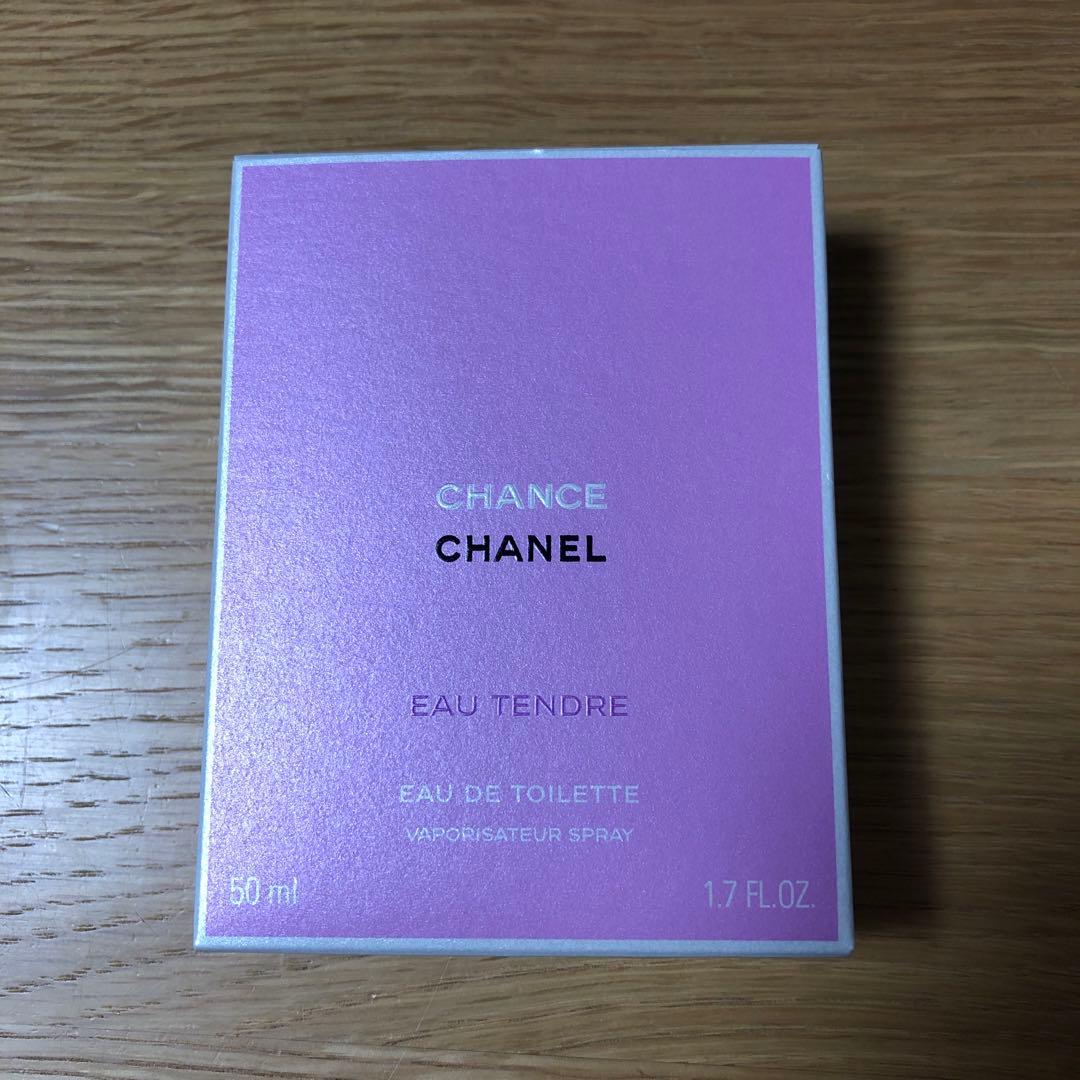 CHANCE
CHANEL
EAU TENDRE
EAU DE TOILETTE
VAPORISATEUR SPRAY
50 ml 1.7 FL.OZ.